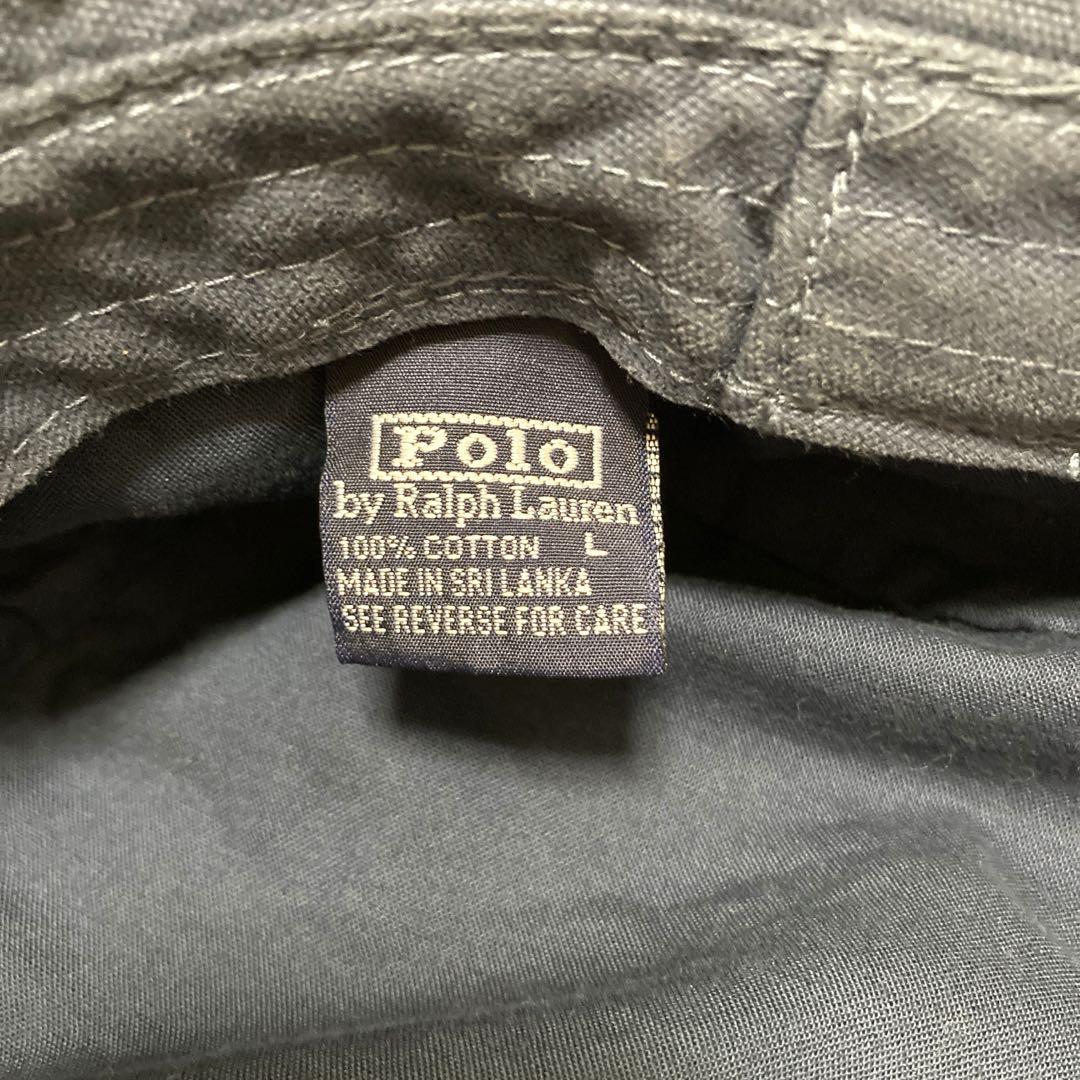 Polo
by Ralph Lauren
100% COTTON L
MADE IN SRI LANKA
SEE REVERSE FOR CARE